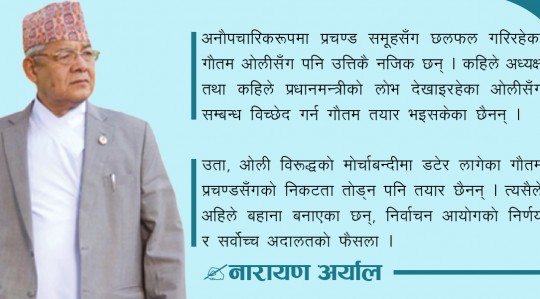 अनौपचारिकरूपमा प्रचण्ड समूहसँग छलफल गरिरहेका
गौतम ओलीसँग पनि उत्तिकै नजिक छन् । कहिले अध्यक्ष
तथा कहिले प्रधानमन्त्रीको लोभ देखाइरहेका ओलीसँग
सम्बन्ध विच्छेद गर्न गौतम तयार भइसकेका छैनन् ।
उता, ओली विरूद्धको मोर्चाबन्दीमा डटेर लागेका गौतम
प्रचण्डसँगको निकटता तोड्न पनि तयार छैनन् । त्यसैले
अहिले बहाना बनाएका छन्, निर्वाचन आयोगको निर्णय
र सर्वोच्च अदालतको फैसला ।
नारायण अर्याल